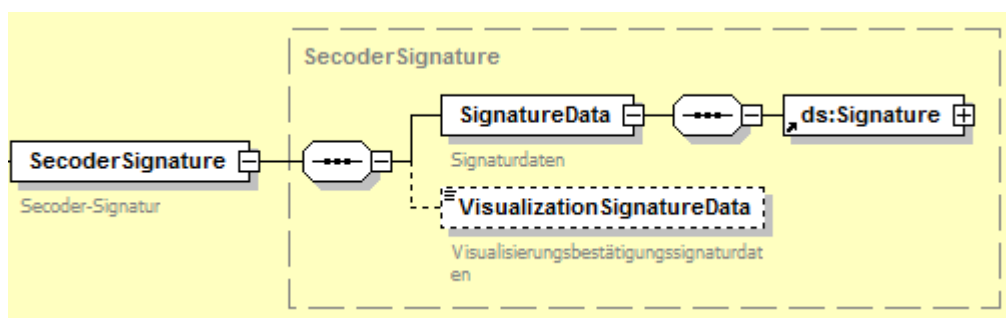 SecoderSignature
SignatureData
ds:Signature
Signaturdaten
SecoderSignature
Secoder-Signatur
VisualizationSignatureData
Visualisierungsbestätigungssignaturdat
en